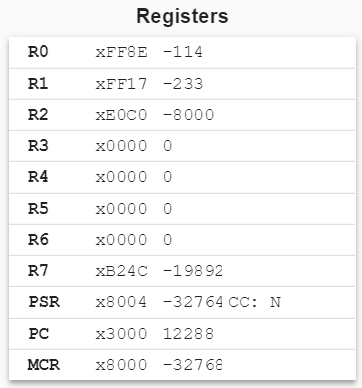 Registers
R0 xFF8E -114
R1 xFF17 -233
R2 xE0C0 -8000
R3 x0000 0
R4 x0000 0
R5 x0000 0
R6 x0000 0
R7 xB24C -19892
PSR x8004 -32764 CC: N
PC x3000 12288
MCR x8000 -32768